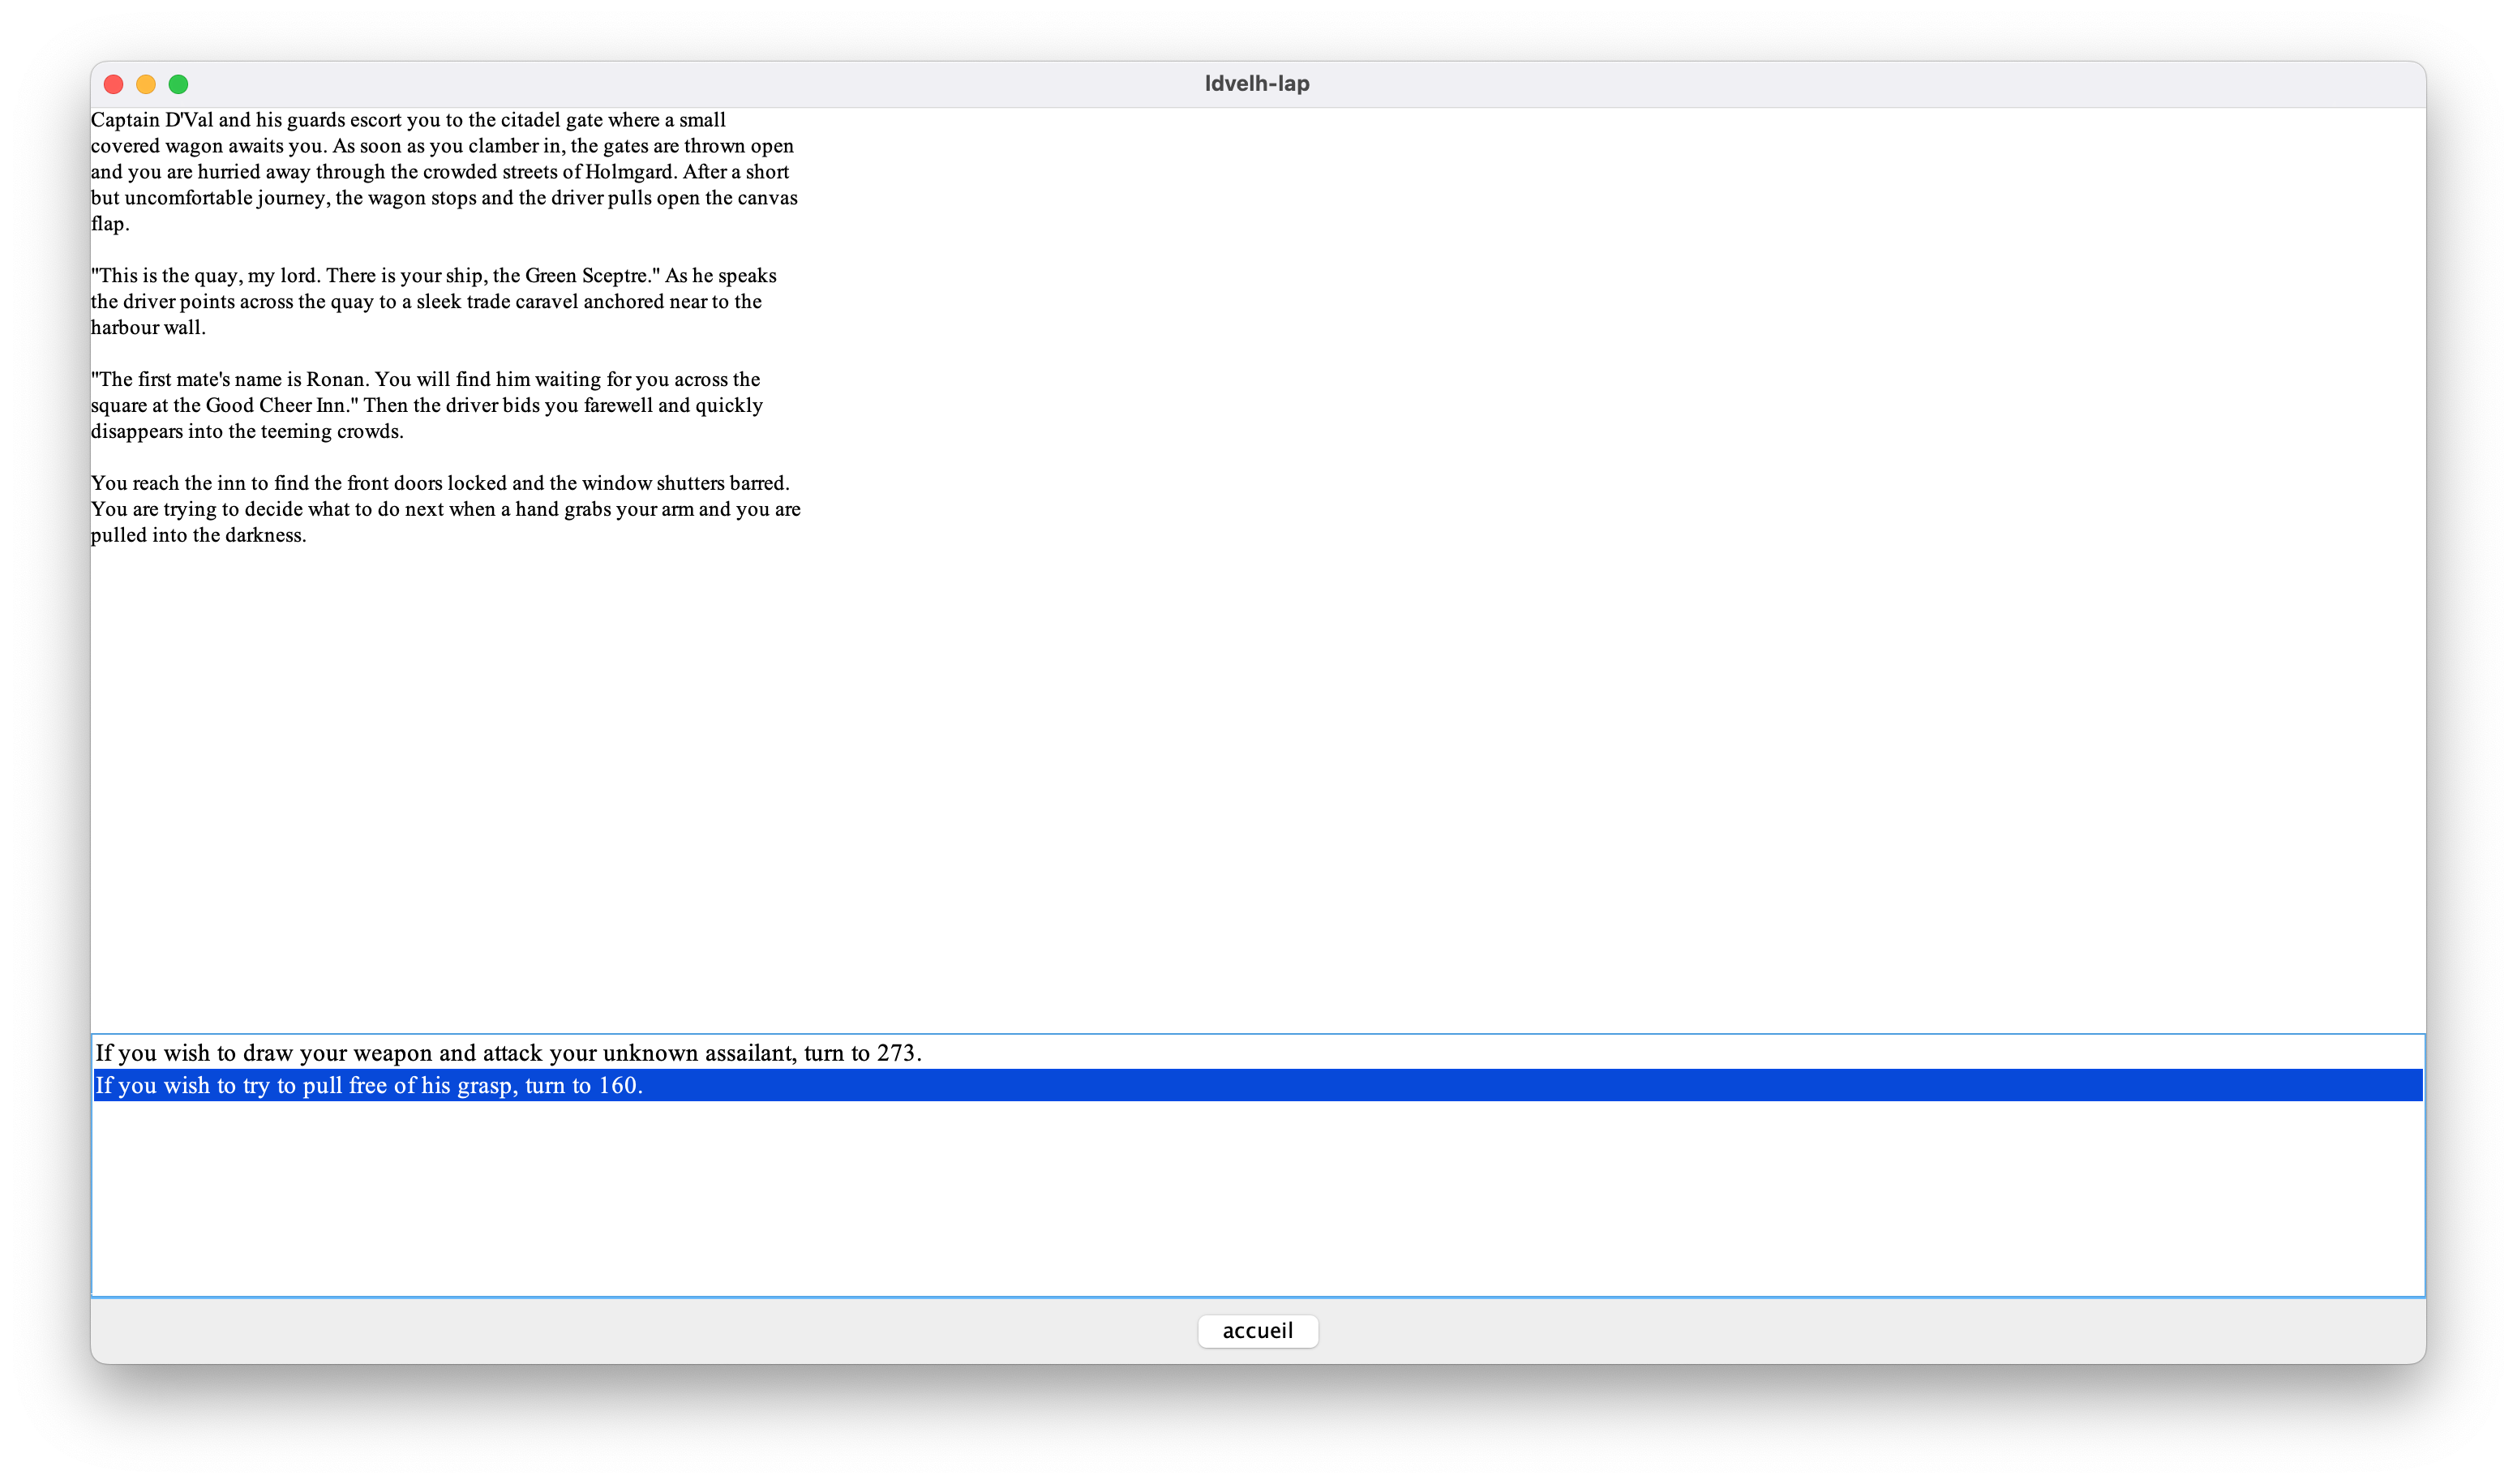 ldvelh-lap
Captain D'Val and his guards escort you to the citadel gate where a small
covered wagon awaits you. As soon as you clamber in, the gates are thrown open
and you are hurried away through the crowded streets of Holmgard. After a short
but uncomfortable journey, the wagon stops and the driver pulls open the canvas
flap.
"This is the quay, my lord. There is your ship, the Green Sceptre." As he speaks
the driver points across the quay to a sleek trade caravel anchored near to the
harbour wall.
"The first mate's name is Ronan. You will find him waiting for you across the
square at the Good Cheer Inn." Then the driver bids you farewell and quickly
disappears into the teeming crowds.
You reach the inn to find the front doors locked and the window shutters barred.
You are trying to decide what to do next when a hand grabs your arm and you are
pulled into the darkness.
If you wish to draw your weapon and attack your unknown assailant, turn to 273.
If you wish to try to pull free of his grasp, turn to 160.
accueil